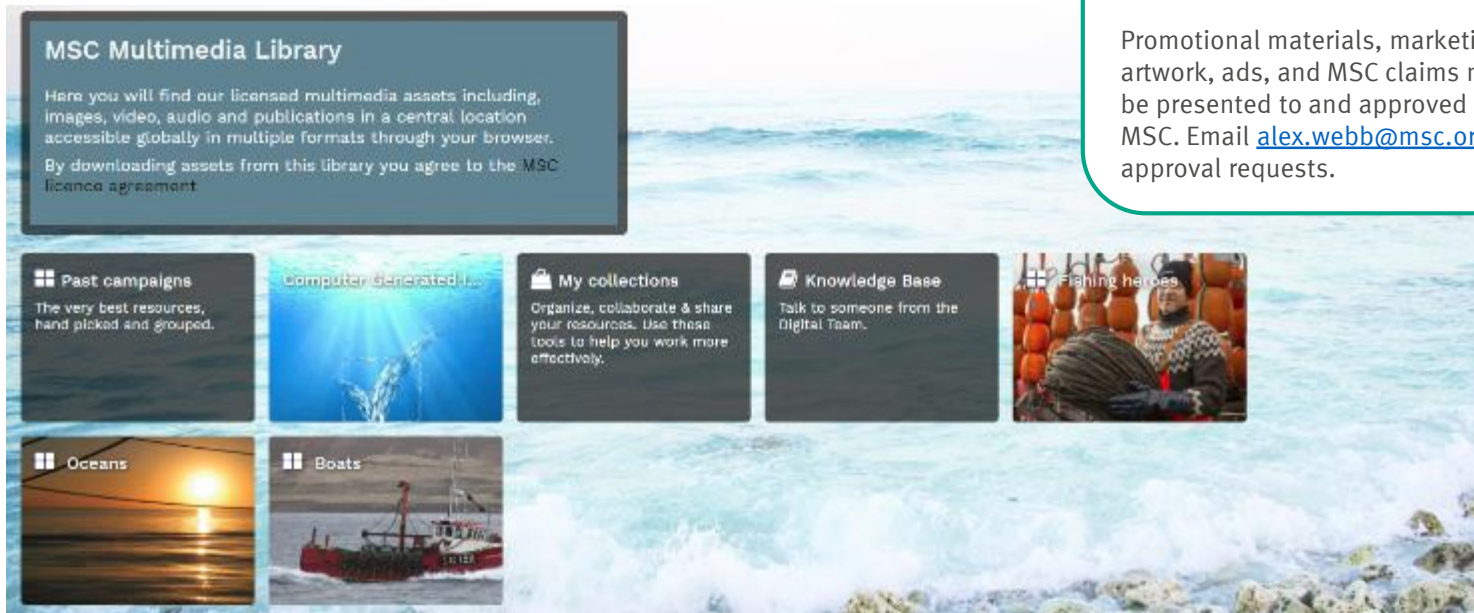 MSC Multimedia Library
Here you will find our licensed multimedia assets including,
images, video, audio and publications in a central location
accessible globally in multiple formats through your browser.
By downloading assets from this library you agree to the MSC
licence agreement
Promotional materials, marketi
artwork, ads, and MSC claims
be presented to and approved
MSC. Email alex.webb@msc.or
approval requests.
Past campaigns
The very best resources,
hand picked and grouped.
Computer Generated I...
My collections
Organize, collaborate & share
your resources. Use these
tools to help you work more
effectively.
Knowledge Base
Talk to someone from the
Digital Team.
Fishing heroes
Oceans
Boats